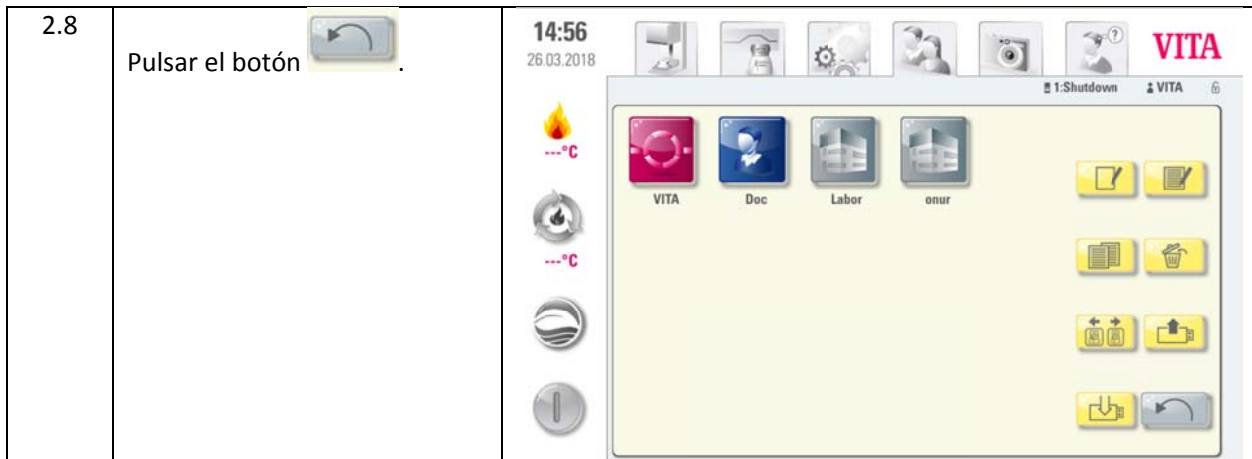 2.8
Pulsar el botón .
14:56
26.03.2018
VITA
1:Shutdown VITA
---°C
---°C
VITA Doc Labor onur